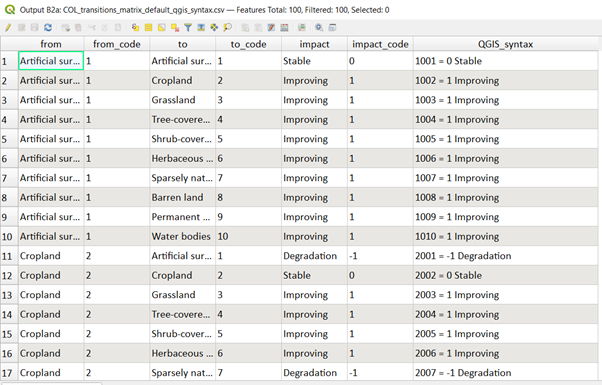 Output B2a: COL_transitions_matrix_default_qgis_syntax.csv — Features Total: 100, Filtered: 100, Selected: 0
from from_code to to_code impact impact_code QGIS_syntax
1 Artificial sur... 1 Artificial sur... 1 Stable 0 1001 = 0 Stable
2 Artificial sur... 1 Cropland 2 Improving 1 1002 = 1 Improving
3 Artificial sur... 1 Grassland 3 Improving 1 1003 = 1 Improving
4 Artificial sur... 1 Tree-covere... 4 Improving 1 1004 = 1 Improving
5 Artificial sur... 1 Shrub-cover... 5 Improving 1 1005 = 1 Improving
6 Artificial sur... 1 Herbaceous ... 6 Improving 1 1006 = 1 Improving
7 Artificial sur... 1 Sparsely nat... 7 Improving 1 1007 = 1 Improving
8 Artificial sur... 1 Barren land 8 Improving 1 1008 = 1 Improving
9 Artificial sur... 1 Permanent ... 9 Improving 1 1009 = 1 Improving
10 Artificial sur... 1 Water bodies 10 Improving 1 1010 = 1 Improving
11 Cropland 2 Artificial sur... 1 Degradation -1 2001 = -1 Degradation
12 Cropland 2 Cropland 2 Stable 0 2002 = 0 Stable
13 Cropland 2 Grassland 3 Improving 1 2003 = 1 Improving
14 Cropland 2 Tree-covere... 4 Improving 1 2004 = 1 Improving
15 Cropland 2 Shrub-cover... 5 Improving 1 2005 = 1 Improving
16 Cropland 2 Herbaceous ... 6 Improving 1 2006 = 1 Improving
17 Cropland 2 Sparsely nat... 7 Degradation -1 2007 = -1 Degradation